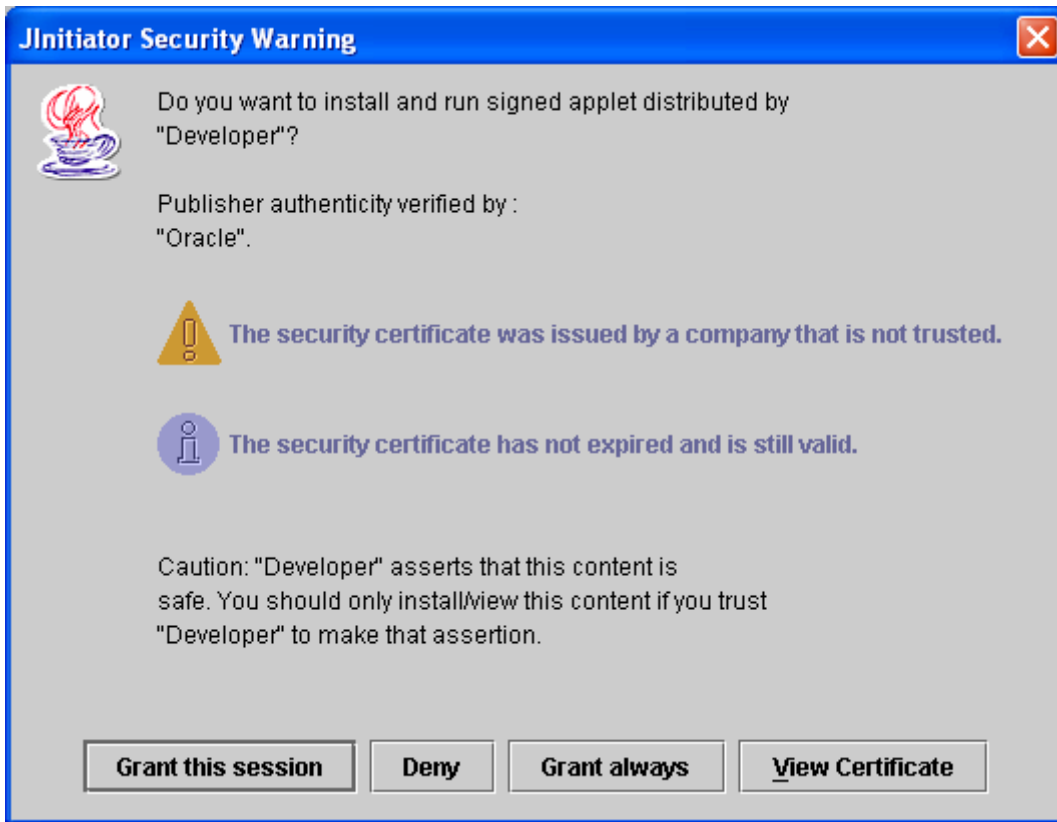 JInitiator Security Warning
Do you want to install and run signed applet distributed by
"Developer"?
Publisher authenticity verified by :
"Oracle".
The security certificate was issued by a company that is not trusted.
The security certificate has not expired and is still valid.
Caution: "Developer" asserts that this content is
safe. You should only install/view this content if you trust
"Developer" to make that assertion.
Grant this session
Deny
Grant always
View Certificate